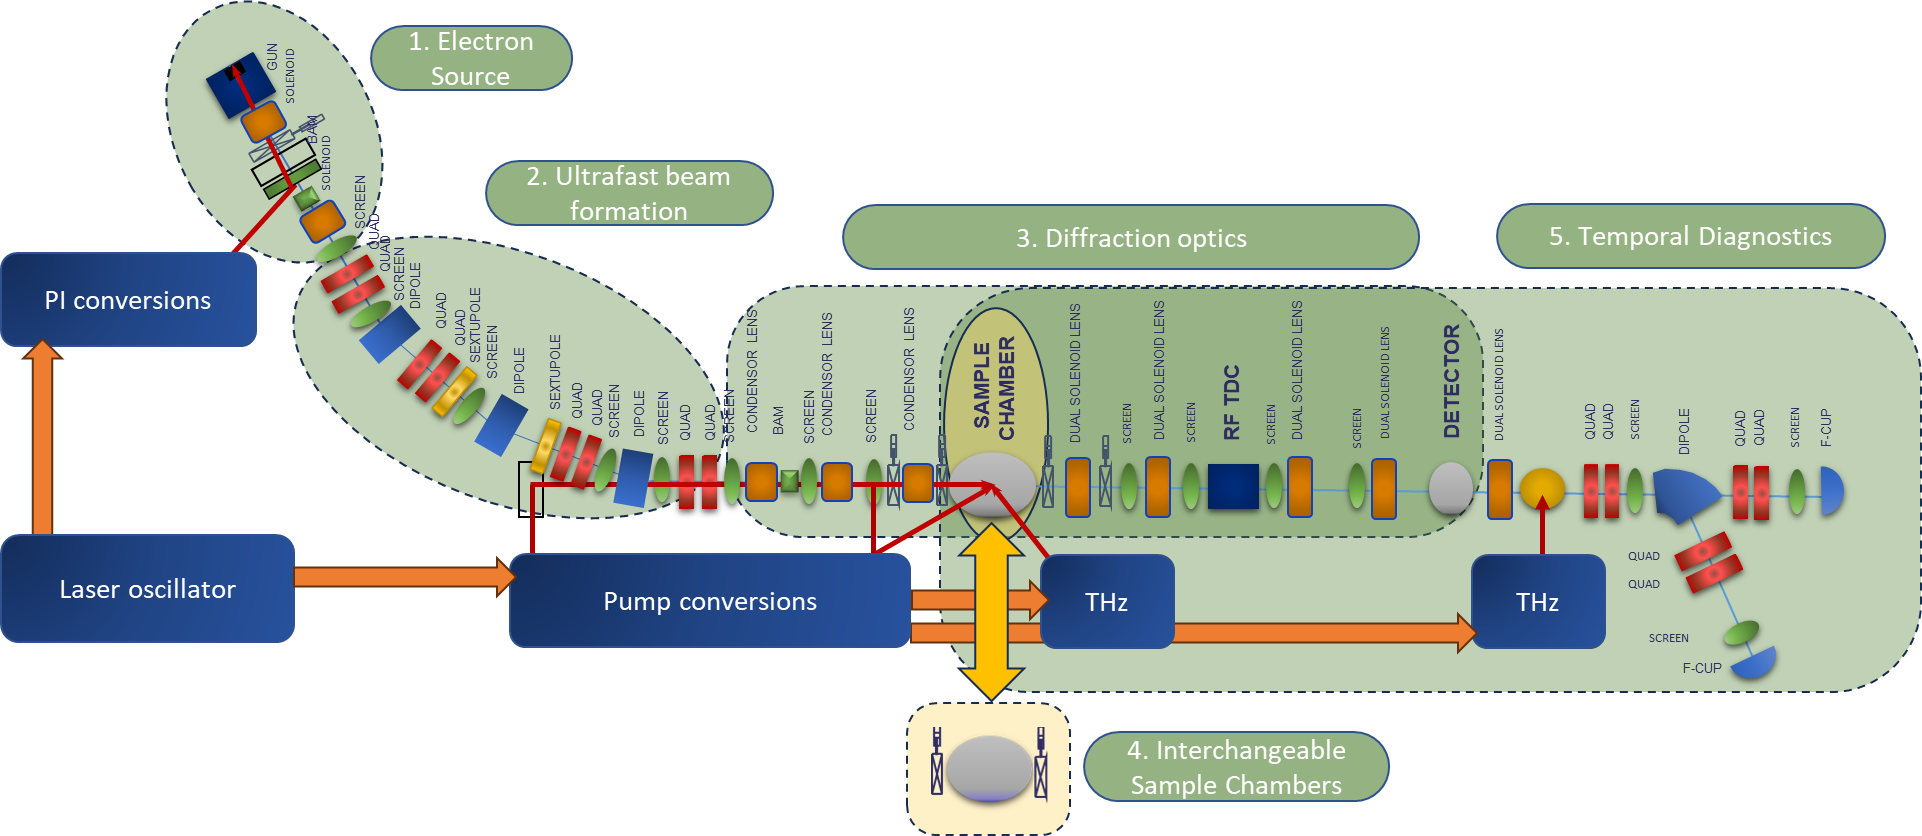 1. Electron
Source
GUN
SOLENOID
BAM
SOLENOID
SCREEN
QUAD
QUAD
SCREEN
DIPOLE
2. Ultrafast beam
formation
QUAD
QUAD
SEXTUPOLE
SCREEN
DIPOLE
SEXTUPOLE
QUAD
QUAD
SCREEN
DIPOLE
SCREEN
QUAD
QUAD
SCREEN
3. Diffraction optics
CONDENSOR LENS
BAM
SCREEN
CONDENSOR LENS
SCREEN
CONDENSOR LENS
SAMPLE
CHAMBER
DUAL SOLENOID LENS
SCREEN
DUAL SOLENOID LENS
SCREEN
RF TDC
SCREEN
DUAL SOLENOID LENS
SCREEN
DUAL SOLENOID LENS
DETECTOR
5. Temporal Diagnostics
DUAL SOLENOID LENS
QUAD
QUAD
SCREEN
DIPOLE
QUAD
QUAD
SCREEN
F-CUP
QUAD
QUAD
SCREEN
F-CUP
PI conversions
Laser oscillator
Pump conversions
THz
THz
4. Interchangeable
Sample Chambers